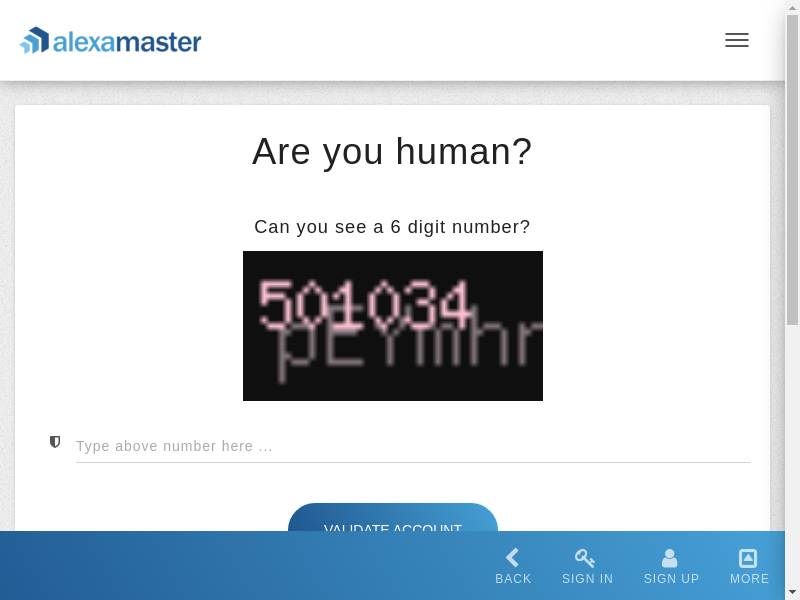 alexamaster
Are you human?
Can you see a 6 digit number?
501034
Type above number here ...
VALIDATE ACCOUNT
BACK SIGN IN SIGN UP MORE